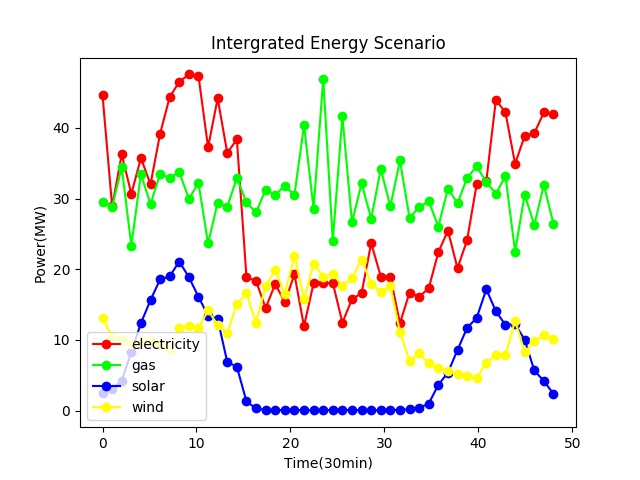 Intergrated Energy Scenario
Power(MW)
40
30
20
10
0
electricity
gas
solar
wind
0 10 20 30 40 50
Time(30min)